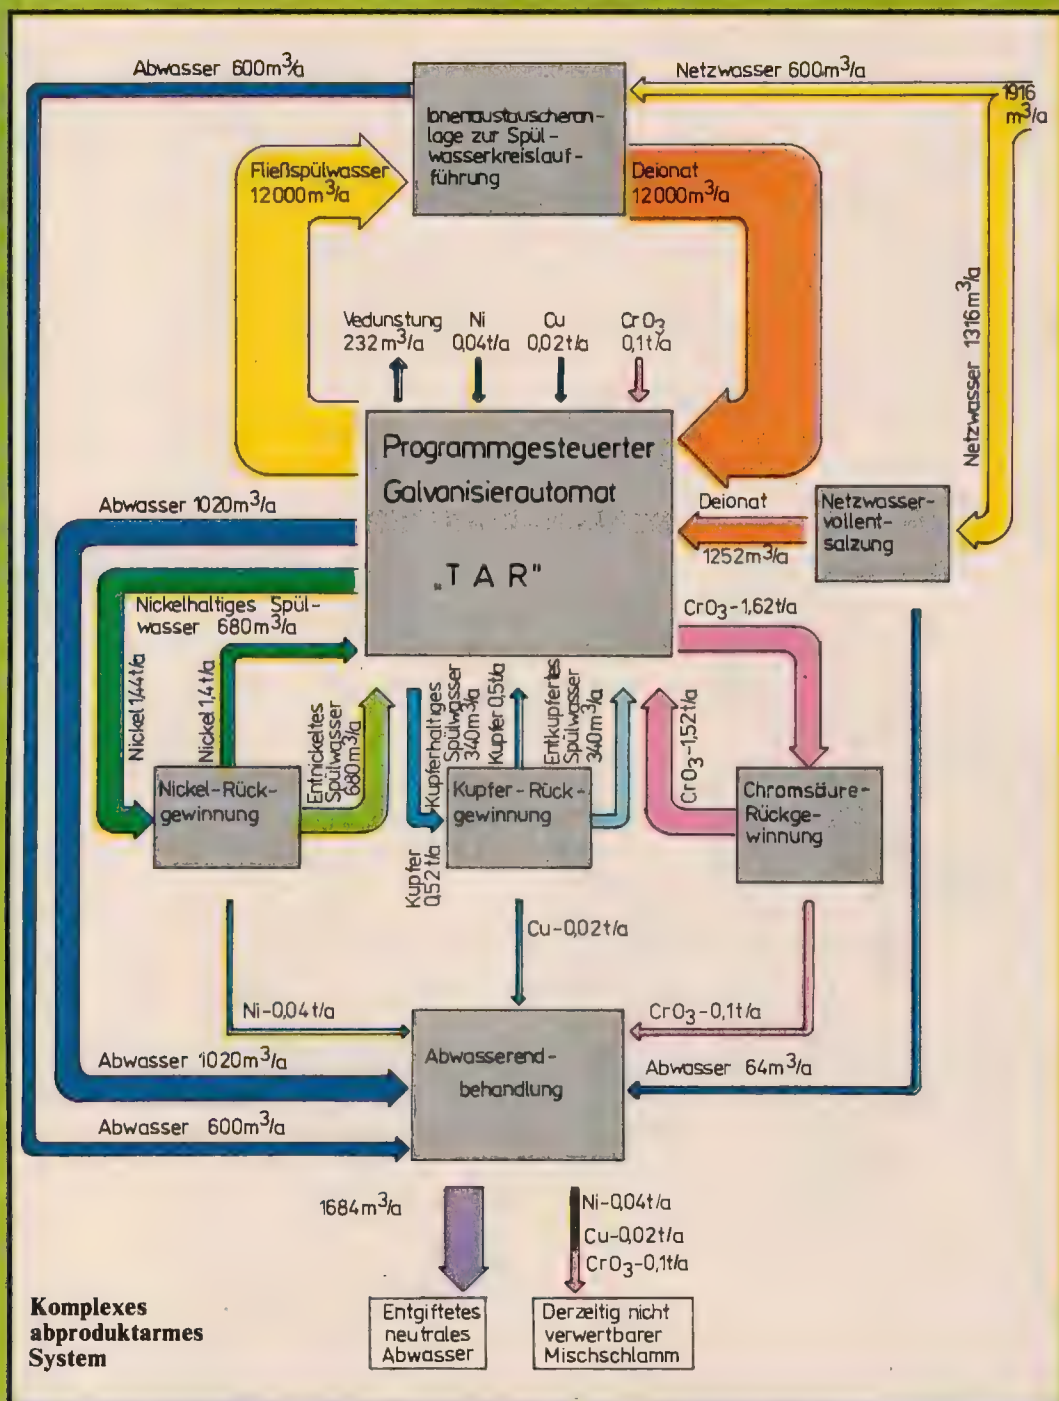 Abwasser 600m³/a
Netzwasser 600m³/a
1916
m³/a
Ionenaustauscheran-
lage zur Spül-
wasserkreislauf-
führung
Fließspülwasser
12000m³/a
Deionat
12000m³/a
Netzwasser 1316m³/a
Vedunstung
232m³/a
Ni
0,04t/a
Cu
0,02t/a
CrO₃
0,1t/a
Programmgesteuerter
Galvanisierautomat
„TAR"
Abwasser 1020m³/a
Deionat
1252m³/a
Netzwasser-
vollent-
salzung
Nickelhaltiges Spül-
wasser 680m³/a
CrO₃-1,62t/a
Nickel 1,44t/a
Nickel 1,4t/a
Entnickeltes
Spülwasser
680m³/a
Kupferhaltiges
Spülwasser
340m³/a
Kupfer 0,5t/a
Entkupfertes
Spülwasser
340m³/a
CrO₃-1,52t/a
Nickel-Rück-
gewinnung
Kupfer-Rück-
gewinnung
Chromsäure-
Rückge-
winnung
Kupfer
0,52t/a
Cu-0,02t/a
Ni-0,04t/a
CrO₃-0,1t/a
Abwasserend-
behandlung
Abwasser 1020m³/a
Abwasser 64m³/a
Abwasser 600m³/a
1684m³/a
Ni-0,04t/a
Cu-0,02t/a
CrO₃-0,1t/a
Entgiftetes
neutrales
Abwasser
Derzeitig nicht
verwertbarer
Mischschlamm
Komplexes
abproduktarmes
System